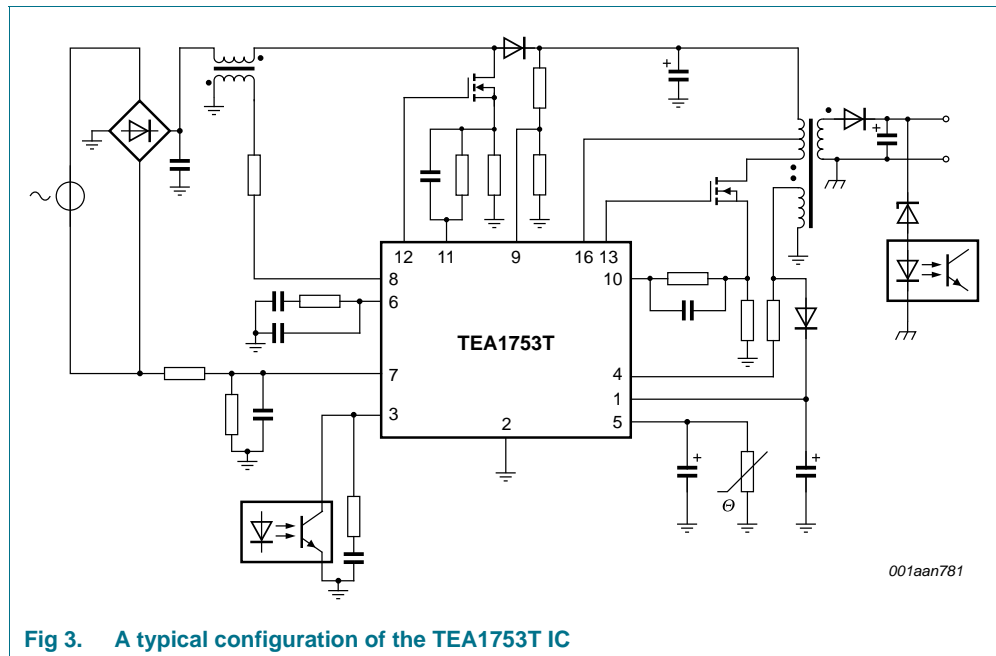 12 11 9 16 13
8 10
6
TEA1753T
7 4
1
3 2 5
+
+
+
+
Θ
001aan781
Fig 3. A typical configuration of the TEA1753T IC